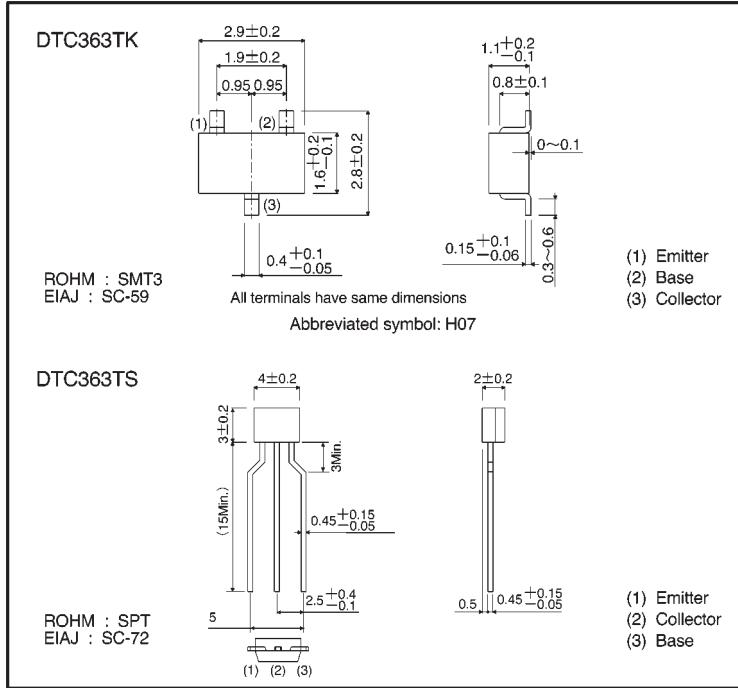 DTC363TK
2.9±0.2
1.9±0.2
0.95 0.95
(1) (2)
(3)
1.6 +0.2 −0.1
2.8±0.2
0.4 +0.1 −0.05
1.1 +0.2 −0.1
0.8±0.1
0~0.1
0.15 +0.1 −0.06
0.3~0.6
ROHM : SMT3
EIAJ : SC-59
All terminals have same dimensions
Abbreviated symbol: H07
(1) Emitter
(2) Base
(3) Collector
DTC363TS
4±0.2
3±0.2
(15Min.)
3Min.
0.45 +0.15 −0.05
2.5 +0.4 −0.1
5
(1) (2) (3)
2±0.2
0.5
0.45 +0.15 −0.05
ROHM : SPT
EIAJ : SC-72
(1) Emitter
(2) Collector
(3) Base